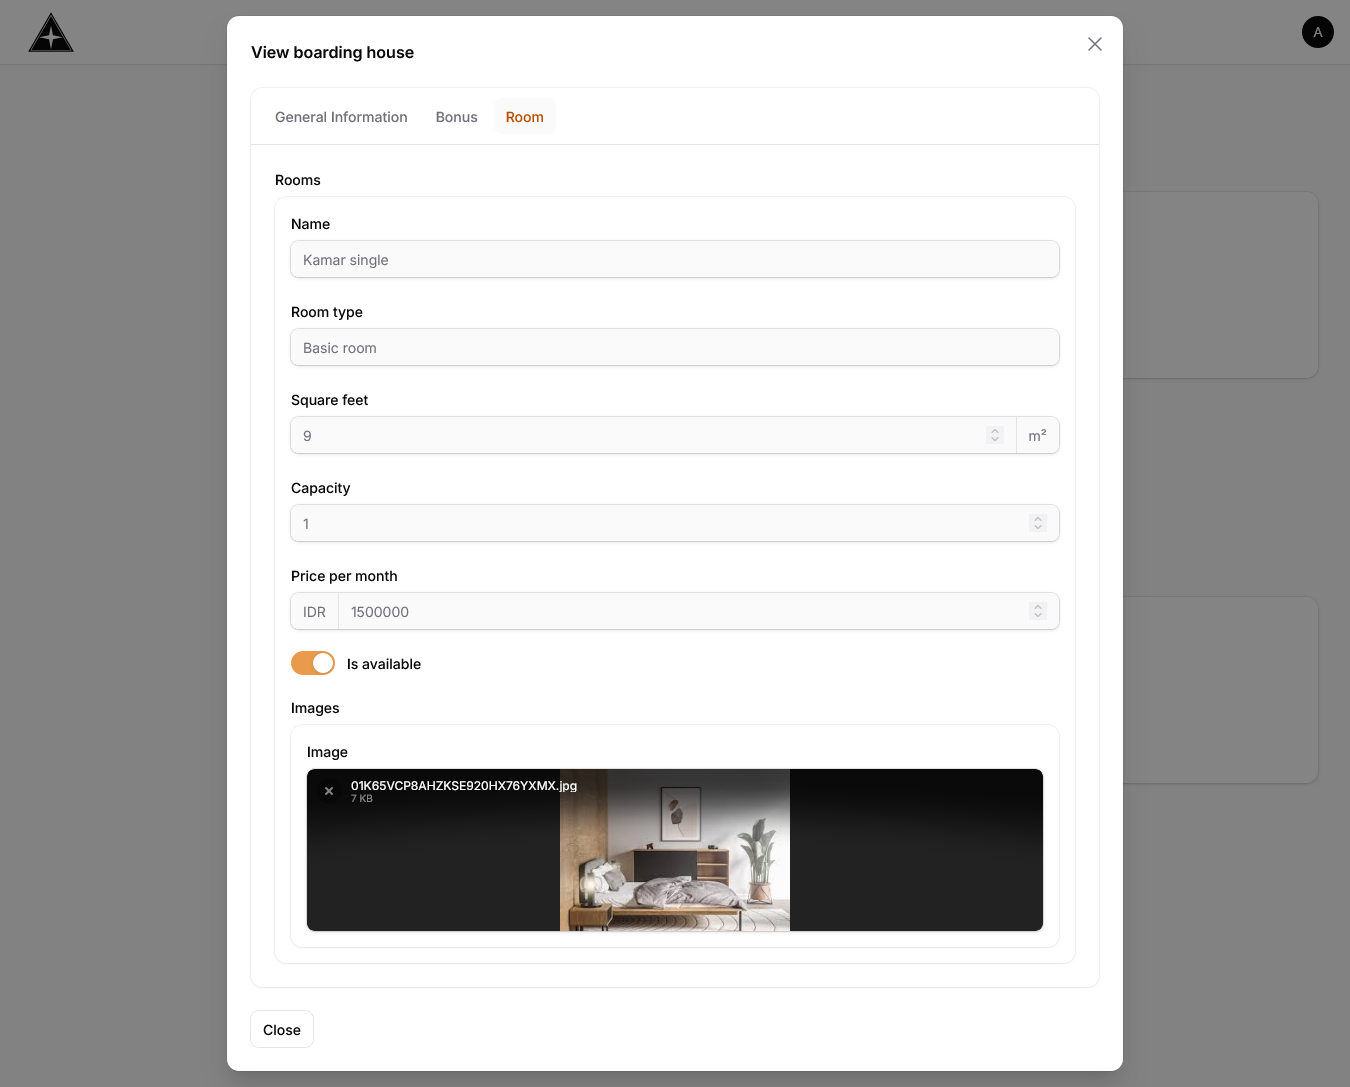 View boarding house
A
General Information
Bonus
Room
Rooms
Name
Kamar single
Room type
Basic room
Square feet
9
m²
Capacity
1
Price per month
IDR
1500000
Is available
Images
Image
01K65VCP8AHZKSE920HX76YXMX.jpg
7 KB
Close